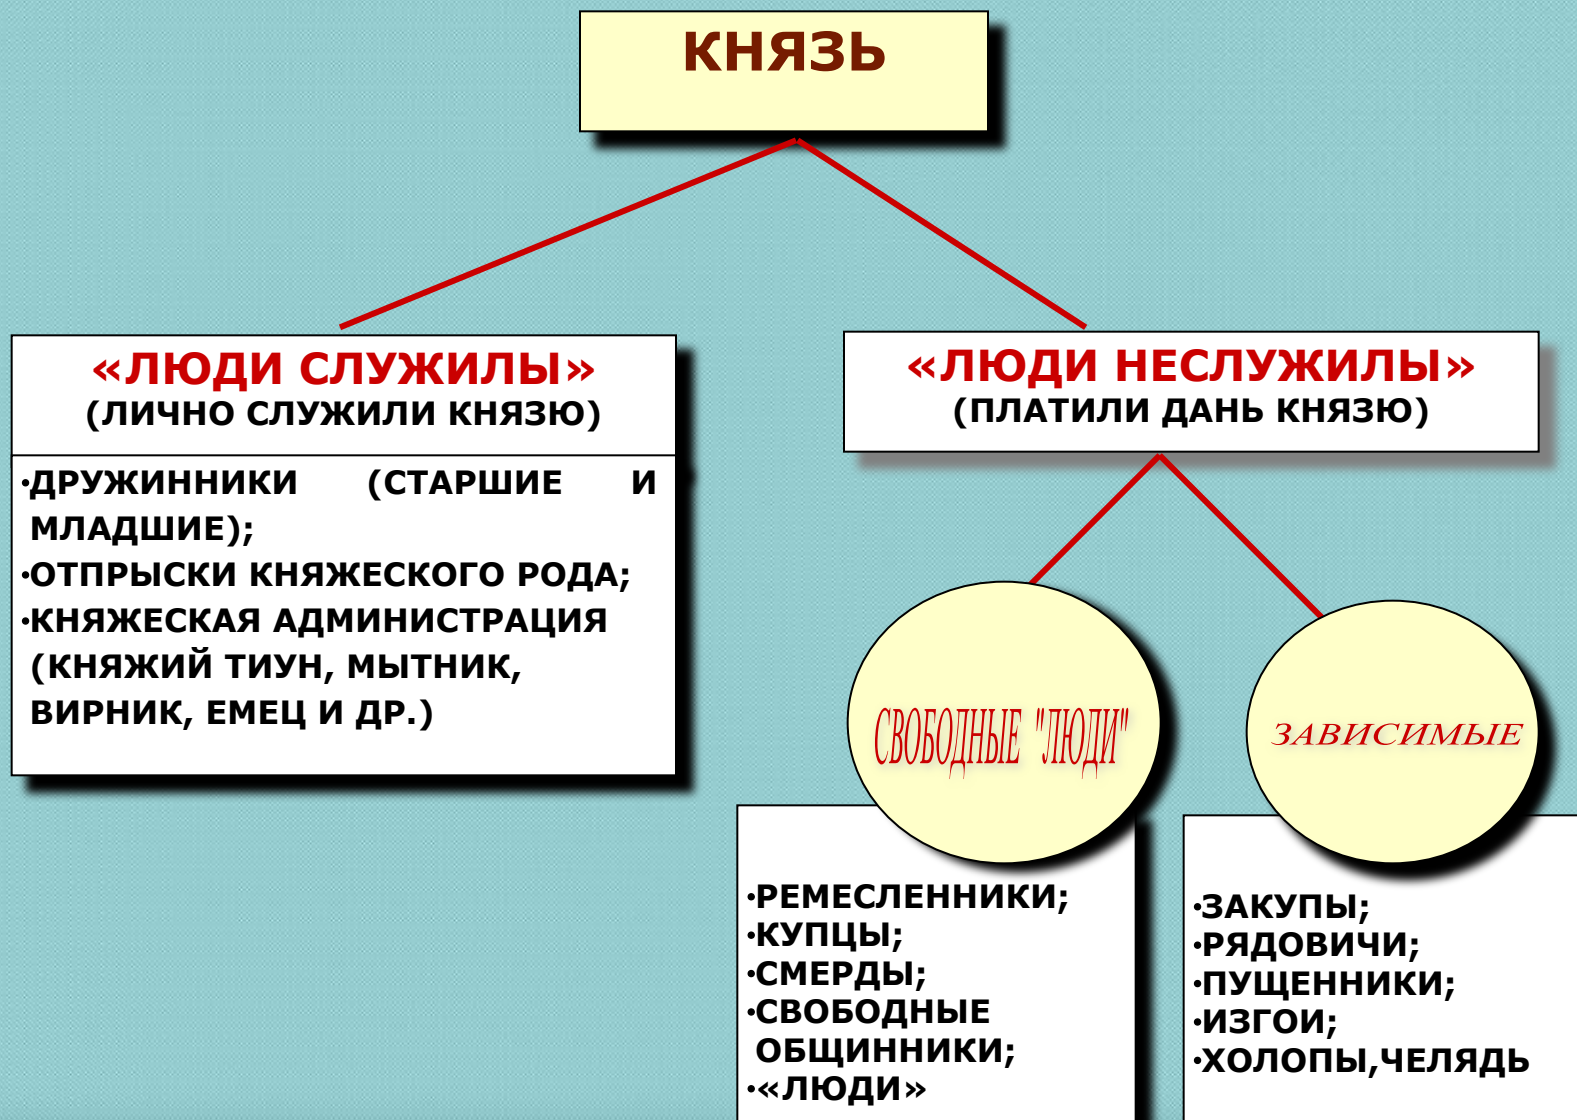 КНЯЗЬ
«ЛЮДИ СЛУЖИЛЫ»
(ЛИЧНО СЛУЖИЛИ КНЯЗЮ)
•ДРУЖИННИКИ (СТАРШИЕ И
МЛАДШИЕ);
•ОТПРЫСКИ КНЯЖЕСКОГО РОДА;
•КНЯЖЕСКАЯ АДМИНИСТРАЦИЯ
(КНЯЖИЙ ТИУН, МЫТНИК,
ВИРНИК, ЕМЕЦ И ДР.)
«ЛЮДИ НЕСЛУЖИЛЫ»
(ПЛАТИЛИ ДАНЬ КНЯЗЮ)
СВОБОДНЫЕ "ЛЮДИ"
•РЕМЕСЛЕННИКИ;
•КУПЦЫ;
•СМЕРДЫ;
•СВОБОДНЫЕ
ОБЩИННИКИ;
•«ЛЮДИ»
ЗАВИСИМЫЕ
•ЗАКУПЫ;
•РЯДОВИЧИ;
•ПУЩЕННИКИ;
•ИЗГОИ;
•ХОЛОПЫ,ЧЕЛЯДЬ